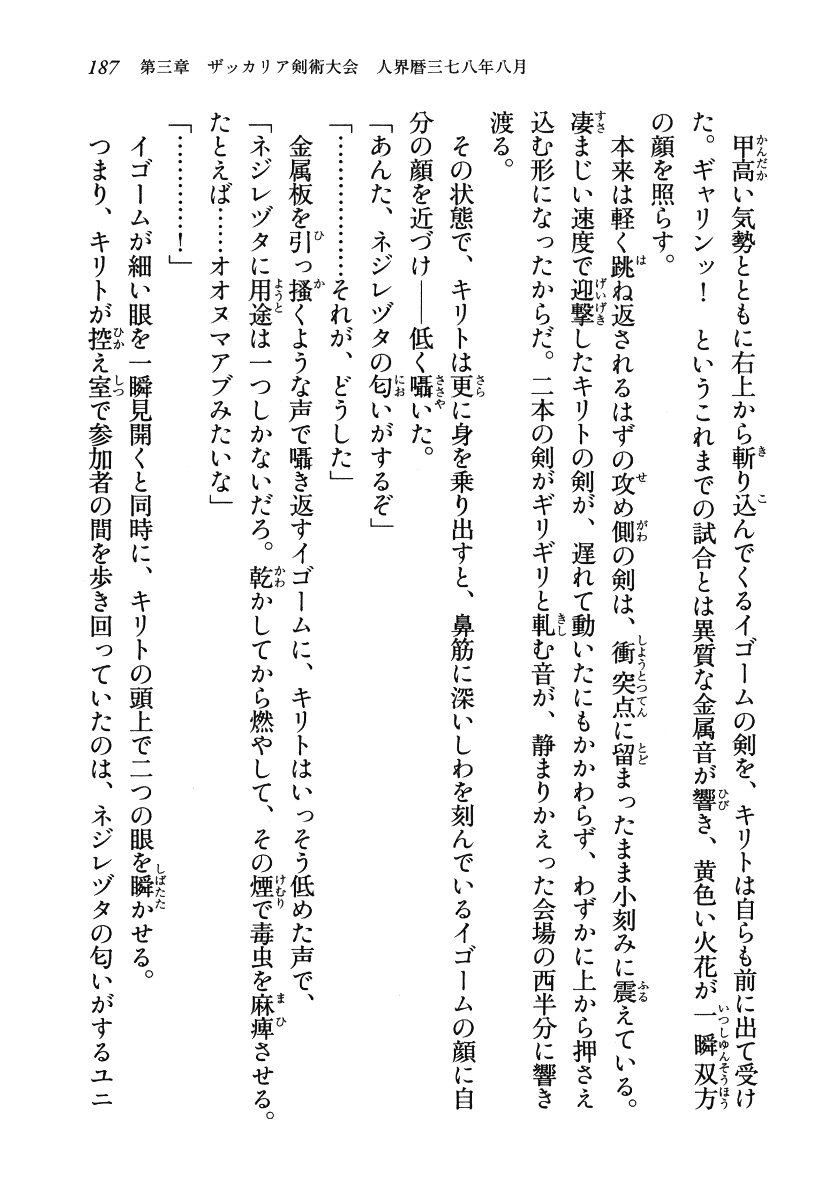 187　第三章　ザッカリア剣術大会　人界暦三七八年八月
　甲高い気勢とともに右上から斬り込んでくるイゴームの剣を、キリトは自らも前に出て受け
た。ギャリンッ！　というこれまでの試合とは異質な金属音が響き、黄色い火花が一瞬双方
の顔を照らす。
　本来は軽く跳ね返されるはずの攻め側の剣は、衝突点に留まったまま小刻みに震えている。
凄まじい速度で迎撃したキリトの剣が、遅れて動いたにもかかわらず、わずかに上から押さえ
込む形になったからだ。二本の剣がギリギリと軋む音が、静まりかえった会場の西半分に響き
渡る。
　その状態で、キリトは更に身を乗り出すと、鼻筋に深いしわを刻んでいるイゴームの顔に自
分の顔を近づけ――低く囁いた。
「あんた、ネジレヅタの匂いがするぞ」
「………………それが、どうした」
　金属板を引っ掻くような声で囁き返すイゴームに、キリトはいっそう低めた声で、
「ネジレヅタに用途は一つしかないだろ。乾かしてから燃やして、その煙で毒虫を麻痺させる。
たとえば……オオヌマアブみたいな」
「…………！」
　イゴームが細い眼を一瞬見開くと同時に、キリトの頭上で二つの眼を瞬かせる。
　つまり、キリトが控え室で参加者の間を歩き回っていたのは、ネジレヅタの匂いがするユニ